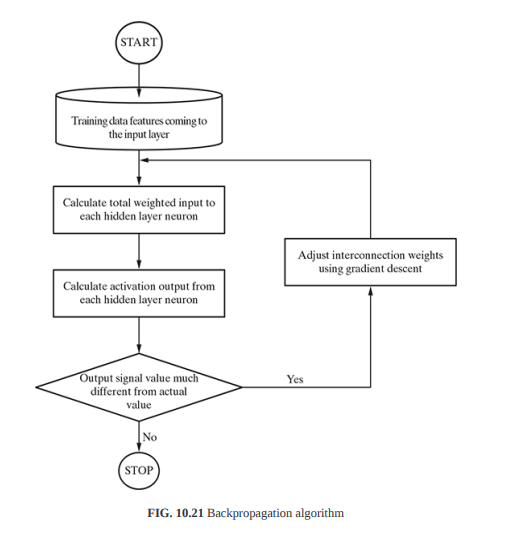 START
Training data features coming to
the input layer
Calculate total weighted input to
each hidden layer neuron
Adjust interconnection weights
using gradient descent
Calculate activation output from
each hidden layer neuron
Output signal value much
different from actual
value
Yes
No
STOP
FIG. 10.21 Backpropagation algorithm